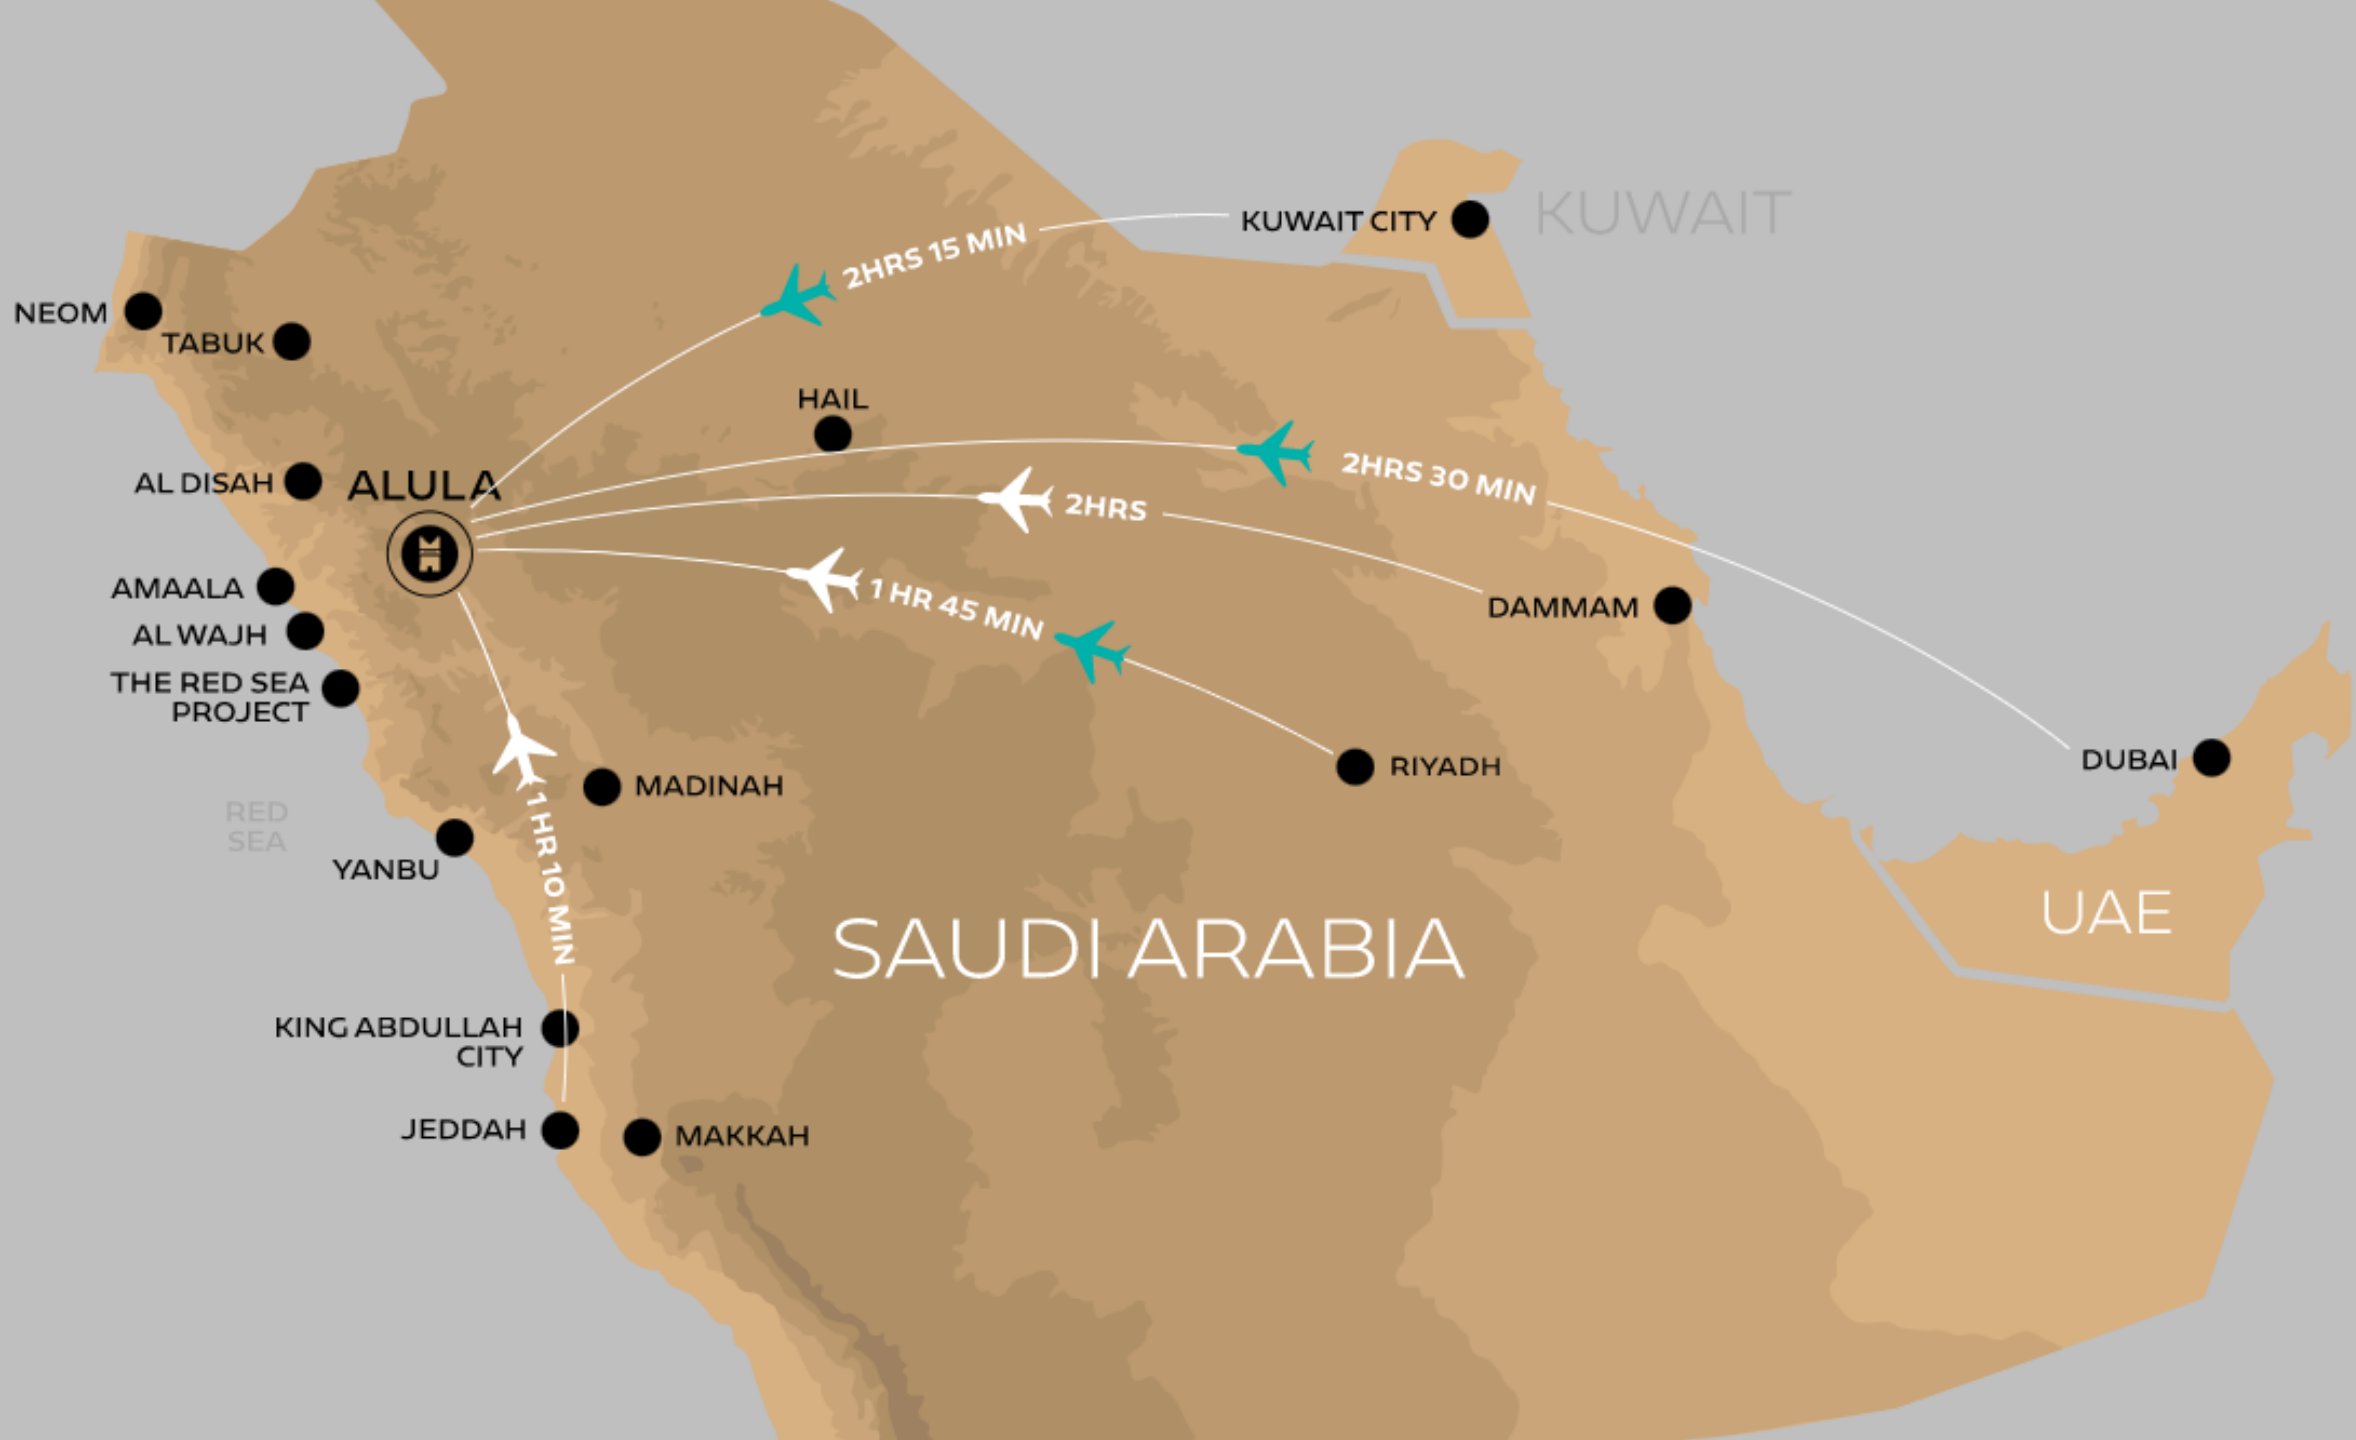 KUWAIT CITY
KUWAIT
2HRS 15 MIN
NEOM
TABUK
HAIL
2HRS 30 MIN
AL DISAH
ALULA
2HRS
AMAALA
1 HR 45 MIN
DAMMAM
AL WAJH
THE RED SEA
PROJECT
RIYADH
DUBAI
MADINAH
RED
SEA
YANBU
1 HR 10 MIN
UAE
SAUDI ARABIA
KING ABDULLAH
CITY
JEDDAH
MAKKAH